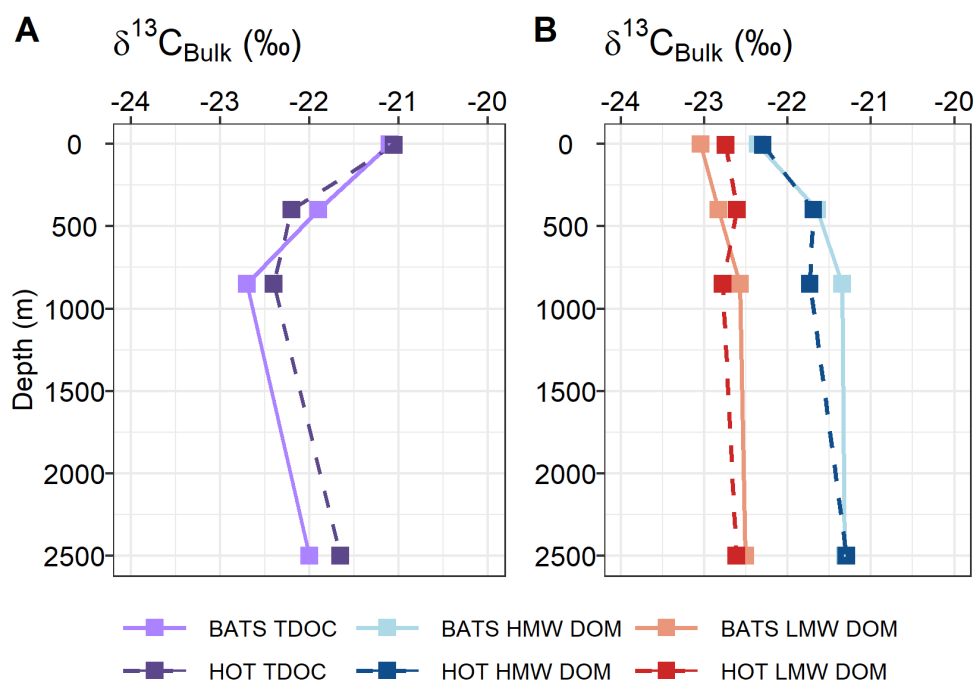 A δ¹³C_Bulk (‰) B δ¹³C_Bulk (‰)
-24 -23 -22 -21 -20 -24 -23 -22 -21 -20
0 0
500 500
1000 1000
Depth (m)
1500 1500
2000 2000
2500 2500
BATS TDOC BATS HMW DOM BATS LMW DOM
HOT TDOC HOT HMW DOM HOT LMW DOM